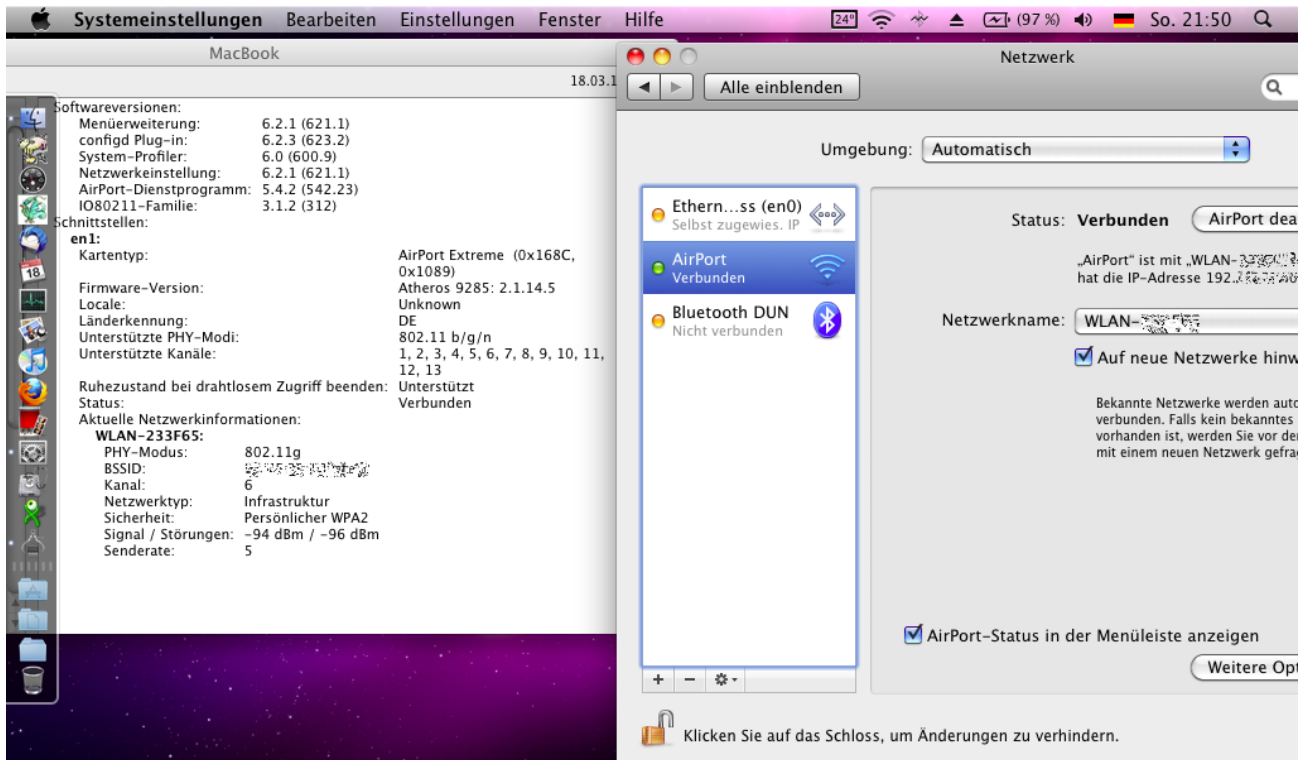 Systemeinstellungen Bearbeiten Einstellungen Fenster Hilfe 24° (97 %) So. 21:50
MacBook
18.03.1
Softwareversionen:
Menüerweiterung: 6.2.1 (621.1)
configd Plug-in: 6.2.3 (623.2)
System-Profiler: 6.0 (600.9)
Netzwerkeinstellung: 6.2.1 (621.1)
AirPort-Dienstprogramm: 5.4.2 (542.23)
IO80211-Familie: 3.1.2 (312)
Schnittstellen:
en1:
Kartentyp: AirPort Extreme (0x168C,
0x1089)
Firmware-Version: Atheros 9285: 2.1.14.5
Locale: Unknown
Länderkennung: DE
Unterstützte PHY-Modi: 802.11 b/g/n
Unterstützte Kanäle: 1, 2, 3, 4, 5, 6, 7, 8, 9, 10, 11,
12, 13
Ruhezustand bei drahtlosem Zugriff beenden: Unterstützt
Status: Verbunden
Aktuelle Netzwerkinformationen:
WLAN-233F65:
PHY-Modus: 802.11g
BSSID:
Kanal: 6
Netzwerktyp: Infrastruktur
Sicherheit: Persönlicher WPA2
Signal / Störungen: -94 dBm / -96 dBm
Senderate: 5
18
Netzwerk
Alle einblenden
Umgebung: Automatisch
Ethern...ss (en0)
Selbst zugewies. IP
AirPort
Verbunden
Bluetooth DUN
Nicht verbunden
Status: Verbunden AirPort dea
„AirPort“ ist mit „WLAN-
hat die IP-Adresse 192.
Netzwerkname: WLAN-
Auf neue Netzwerke hinw
Bekannte Netzwerke werden auto
verbunden. Falls kein bekanntes
vorhanden ist, werden Sie vor de
mit einem neuen Netzwerk gefra
AirPort-Status in der Menüleiste anzeigen
Weitere Opt
Klicken Sie auf das Schloss, um Änderungen zu verhindern.